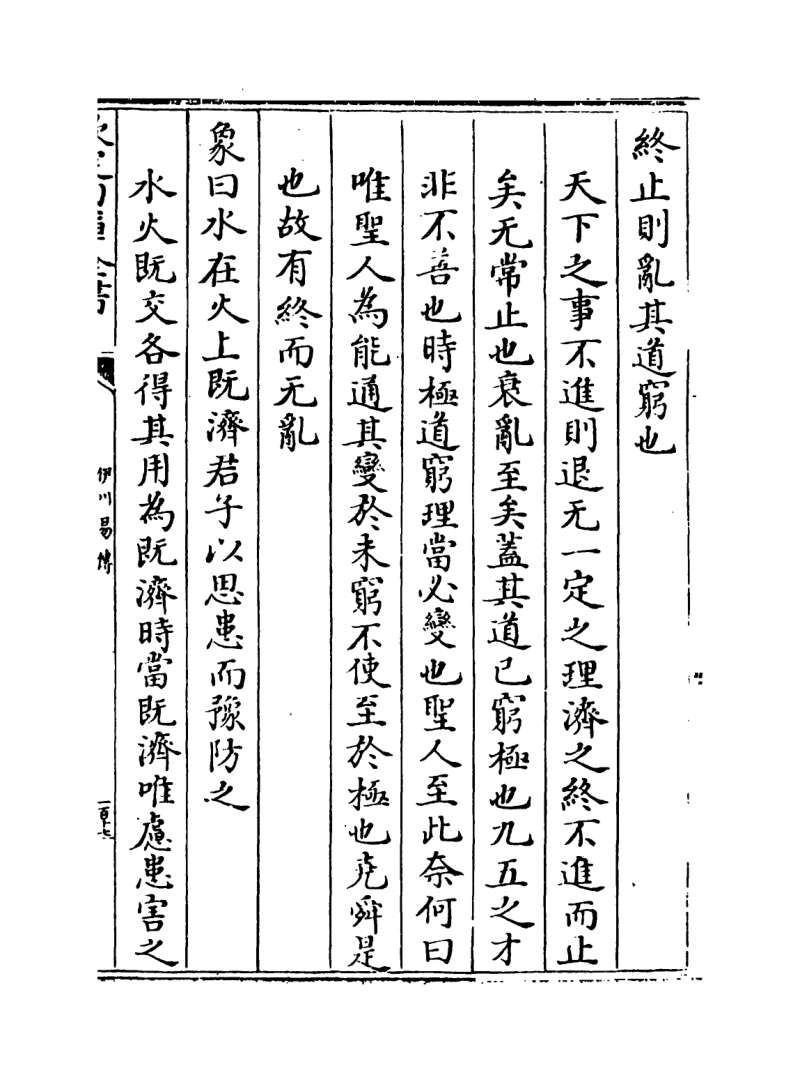 終止則亂其道窮也
天下之事不進則退无一定之理濟之終不進而止
矣无常止也衰亂至矣蓋其道已窮極也九五之才
非不善也時極道窮理當必變也聖人至此奈何曰
唯聖人為能通其變於未窮不使至於極也堯舜是
也故有終而无亂
象曰水在火上既濟君子以思患而豫防之
水火既交各得其用為既濟時當既濟唯慮患害之
伊川易傳